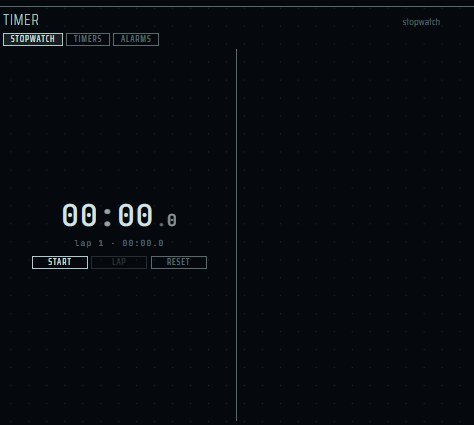 TIMER
stopwatch
STOPWATCH TIMERS ALARMS
00:00.0
lap 1 · 00:00.0
START LAP RESET